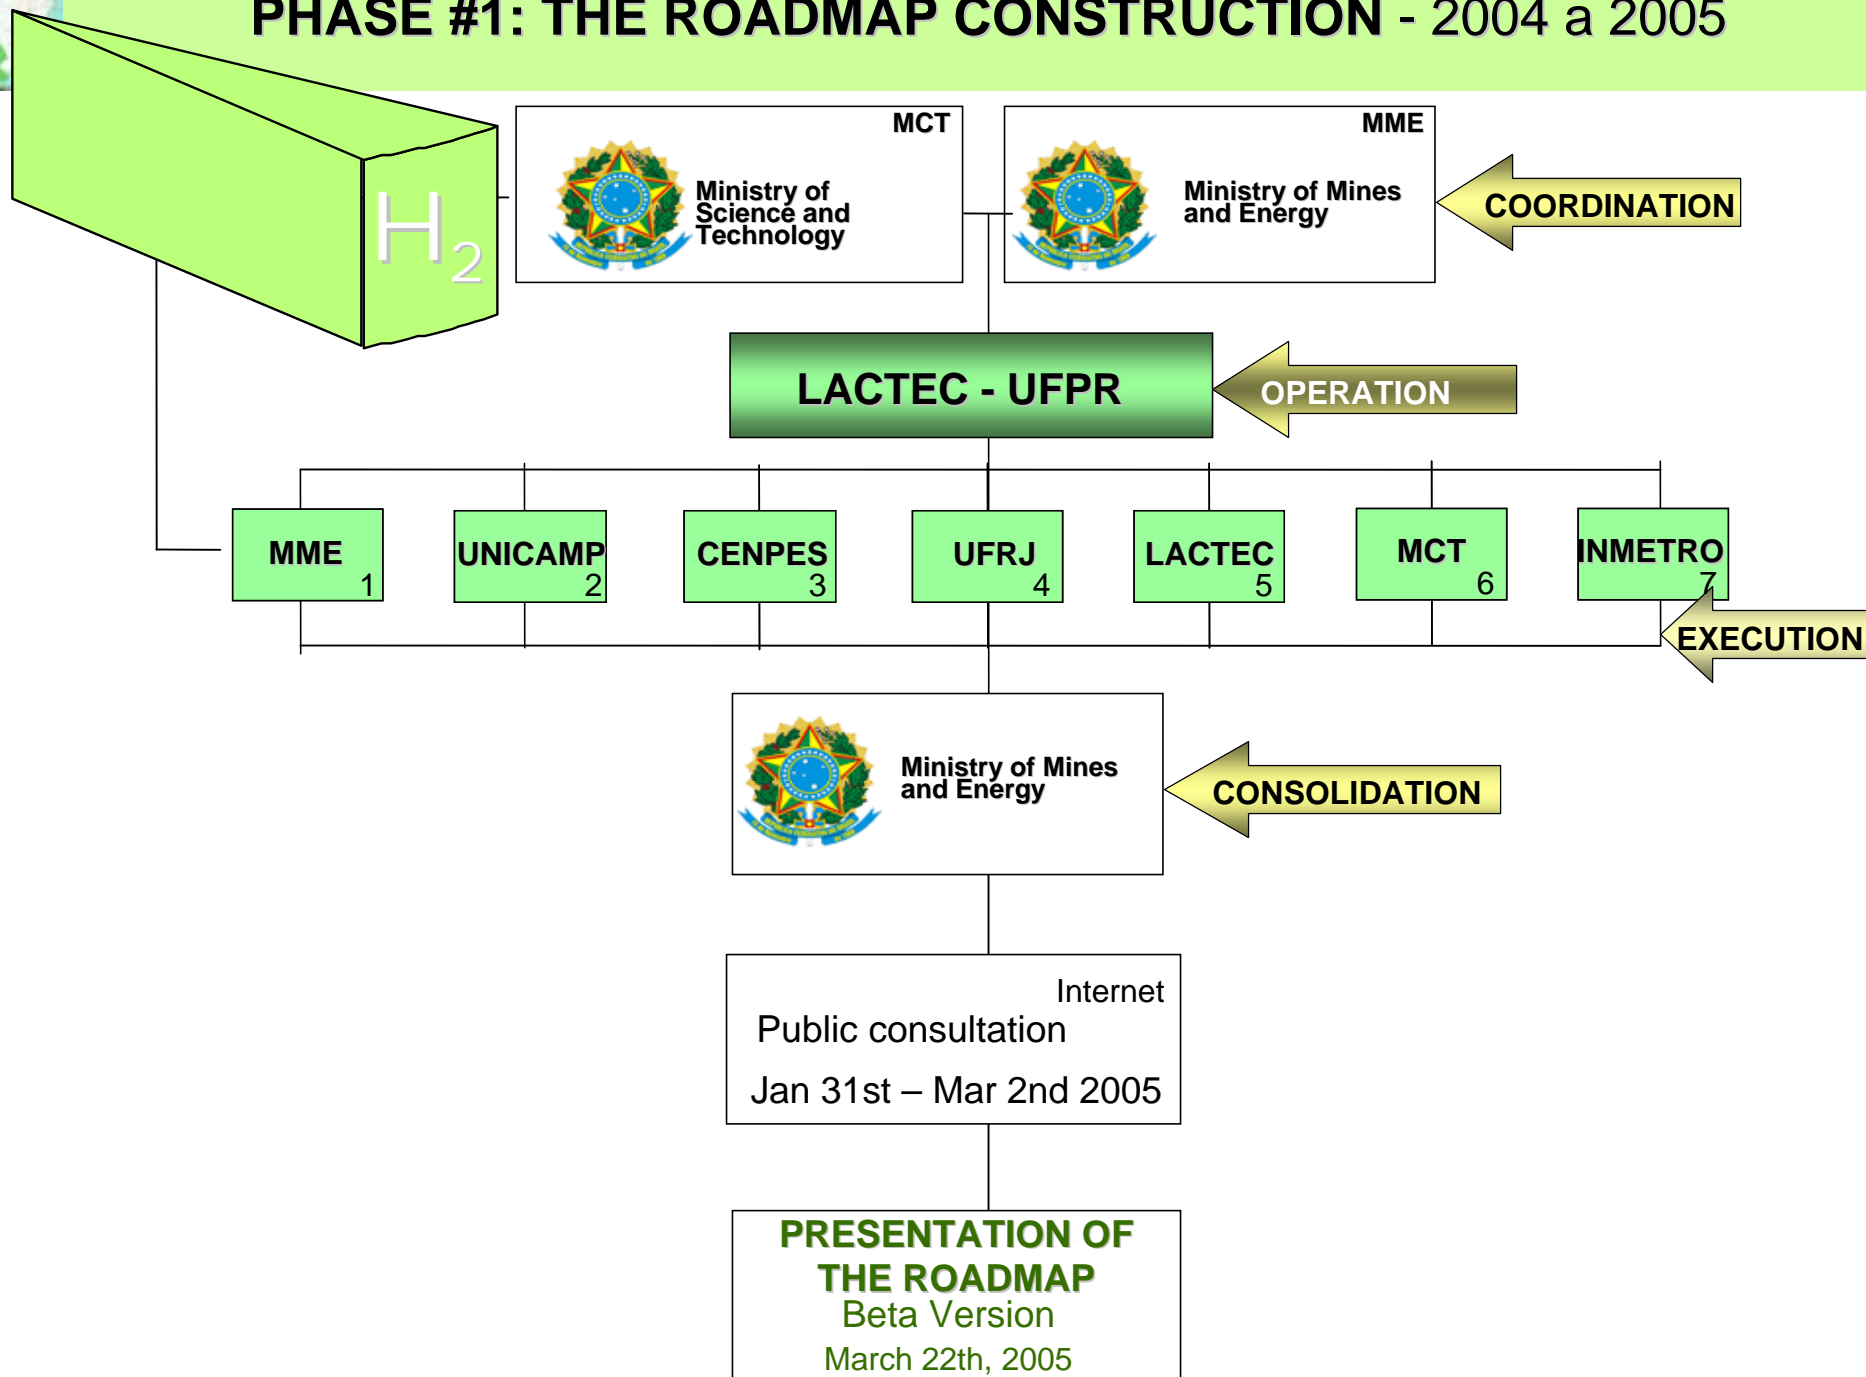 PHASE #1: THE ROADMAP CONSTRUCTION - 2004 a 2005
H2
MCT
Ministry of
Science and
Technology
MME
Ministry of Mines
and Energy
COORDINATION
LACTEC - UFPR
OPERATION
MME
1
UNICAMP
2
CENPES
3
UFRJ
4
LACTEC
5
MCT
6
INMETRO
7
EXECUTION
Ministry of Mines
and Energy
CONSOLIDATION
Internet
Public consultation
Jan 31st – Mar 2nd 2005
PRESENTATION OF
THE ROADMAP
Beta Version
March 22th, 2005